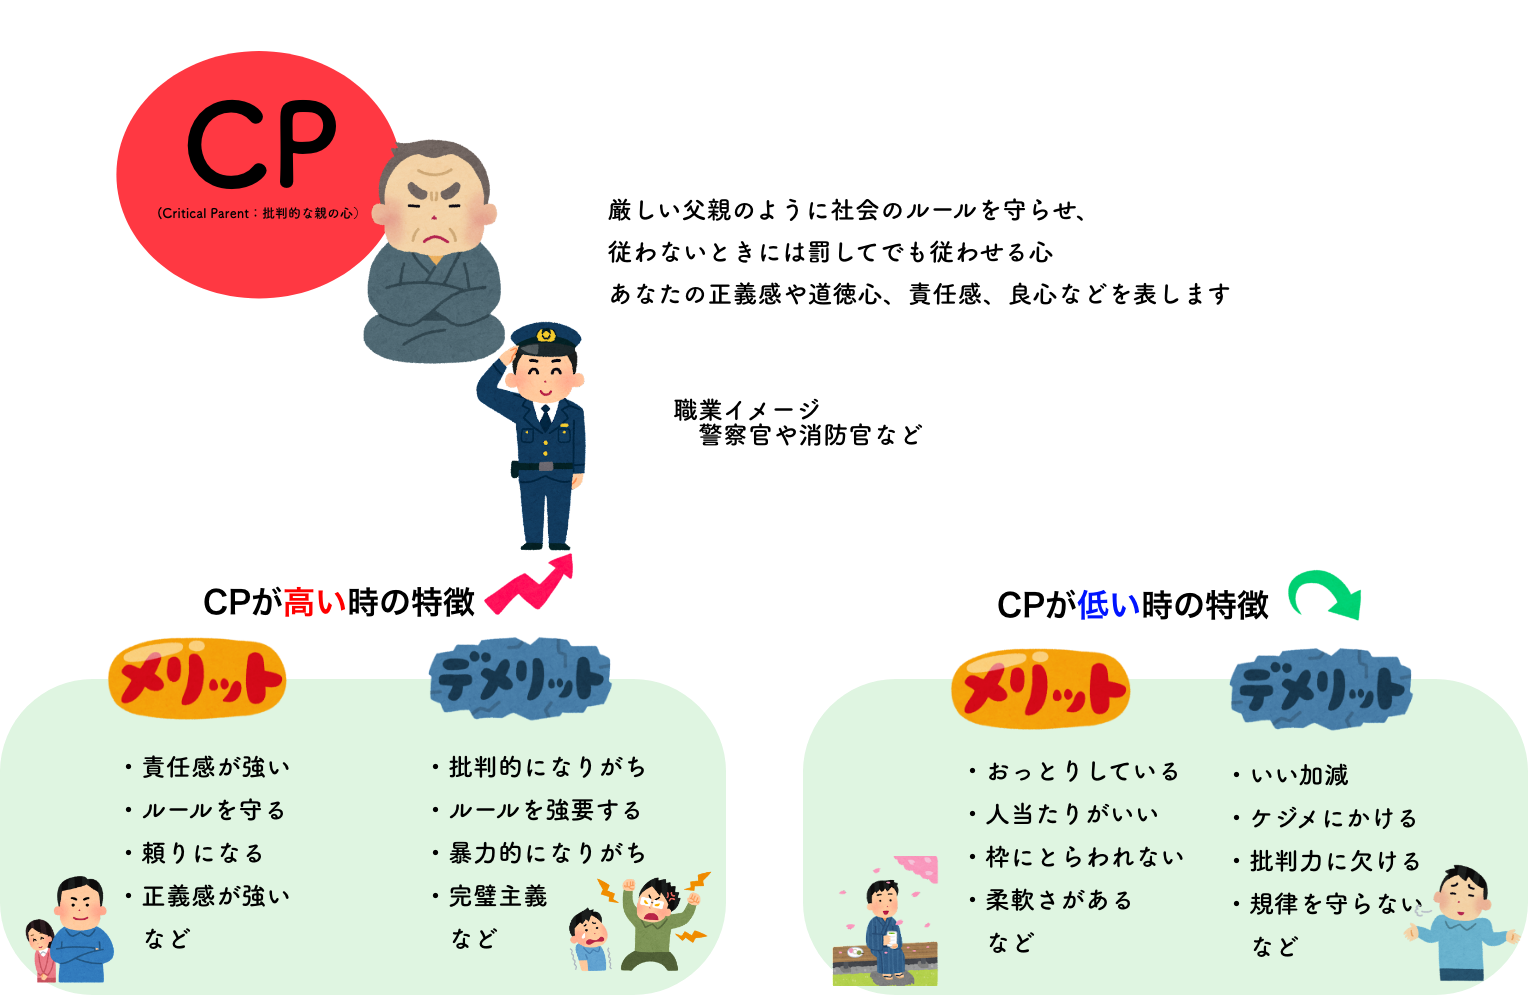 CP
(Critical Parent：批判的な親の心)
厳しい父親のように社会のルールを守らせ、
従わないときには罰してでも従わせる心
あなたの正義感や道徳心、責任感、良心などを表します
職業イメージ
警察官や消防官など
CPが高い時の特徴
メリット
・責任感が強い
・ルールを守る
・頼りになる
・正義感が強い
など
デメリット
・批判的になりがち
・ルールを強要する
・暴力的になりがち
・完璧主義
など
CPが低い時の特徴
メリット
・おっとりしている
・人当たりがいい
・枠にとらわれない
・柔軟さがある
など
デメリット
・いい加減
・ケジメにかける
・批判力に欠ける
・規律を守らない
など